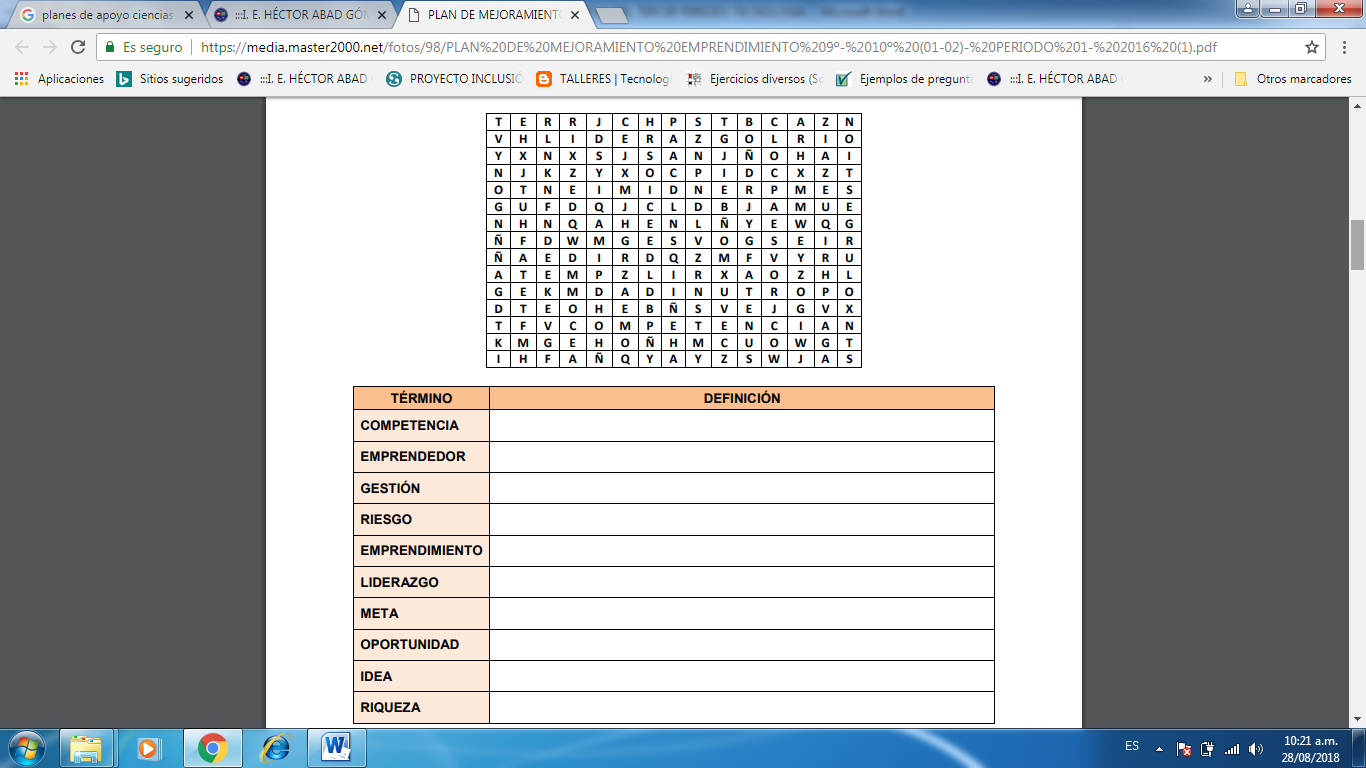 planes de apoyo ciencias
:::I. E. HÉCTOR ABAD GÓM
PLAN DE MEJORAMIENTO
Es seguro
https://media.master2000.net/fotos/98/PLAN%20DE%20MEJORAMIENTO%20EMPRENDIMIENTO%209º-%2010º%20(01-02)-%20PERIODO%201-%202016%20(1).pdf
Aplicaciones
Sitios sugeridos
:::I. E. HÉCTOR ABAD
PROYECTO INCLUSIÓ
TALLERES | Tecnolog
Ejercicios diversos (So
Ejemplos de pregunt
:::I. E. HÉCTOR ABAD
»
Otros marcadores
T E R R J C H P S T B C A Z N
V H L I D E R A Z G O L R I O
Y X N X S J S A N J Ñ O H A I
N J K Z Y X O C P I D C X Z T
O T N E I M I D N E R P M E S
G U F D Q J C L D B J A M U E
N H N Q A H E N L Ñ Y E W Q G
Ñ F D W M G E S V O G S E I R
Ñ A E D I R D Q Z M F V Y R U
A T E M P Z L I R X A O Z H L
G E K M D A D I N U T R O P O
D T E O H E B Ñ S V E J G V X
T F V C O M P E T E N C I A N
K M G E H O Ñ H M C U O W G T
I H F A Ñ Q Y A Y Z S W J A S
TÉRMINO DEFINICIÓN
COMPETENCIA
EMPRENDEDOR
GESTIÓN
RIESGO
EMPRENDIMIENTO
LIDERAZGO
META
OPORTUNIDAD
IDEA
RIQUEZA
ES
10:21 a.m.
28/08/2018